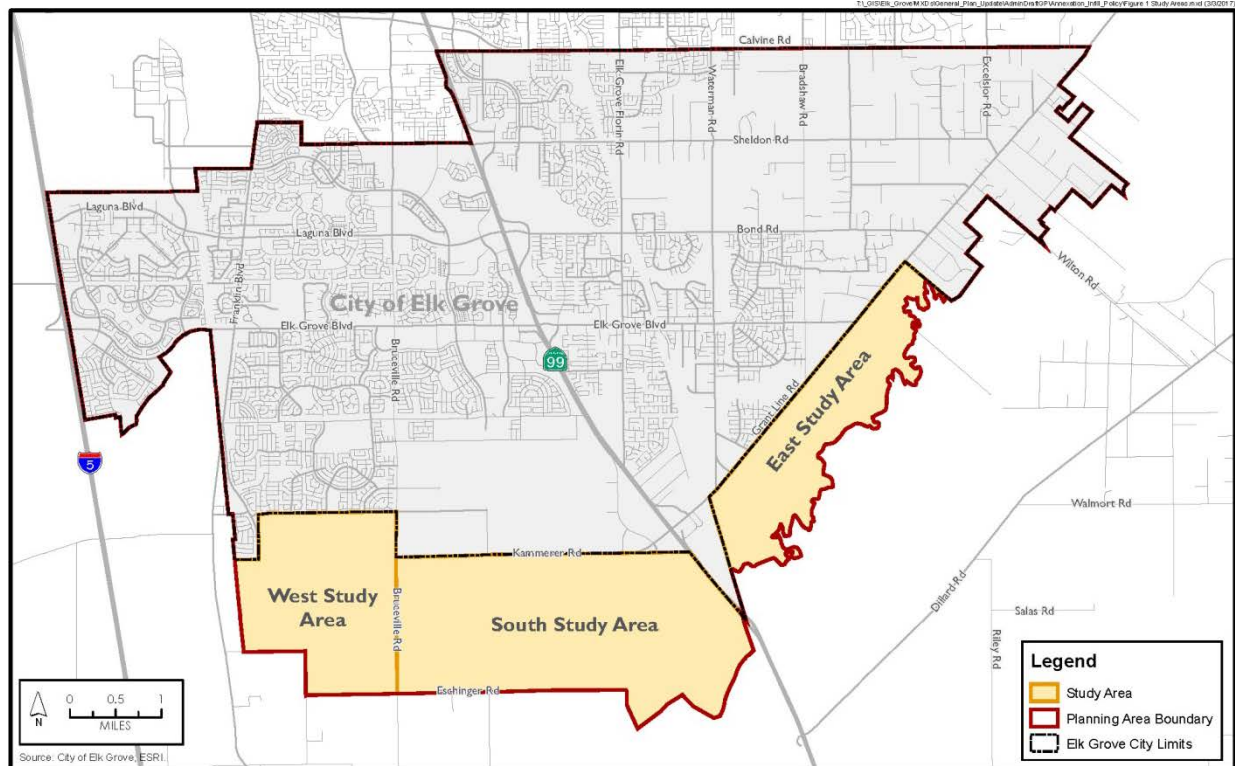 T:\_GIS\Elk_Grove\MXDs\General_Plan_Update\AdminDraftGP\Annexation_Infill_Policy\Figure 1 Study Areas.mxd (3/3/2017)
Calvine Rd
Elk Grove Florin Rd
Waterman Rd
Bradshaw Rd
Excelsior Rd
Sheldon Rd
Laguna Blvd
Laguna Blvd
Bond Rd
Wilton Rd
Franklin Blvd
City of Elk Grove
Elk Grove Blvd
Elk Grove Blvd
Bruceville Rd
99
Grant Line Rd
East Study Area
5
Walmort Rd
Kammerer Rd
West Study
Area
Bruceville Rd
South Study Area
Dillard Rd
Salas Rd
Riley Rd
Eschinger Rd
N
0 0.5 1
MILES
Source: City of Elk Grove; ESRI.
Legend
Study Area
Planning Area Boundary
Elk Grove City Limits